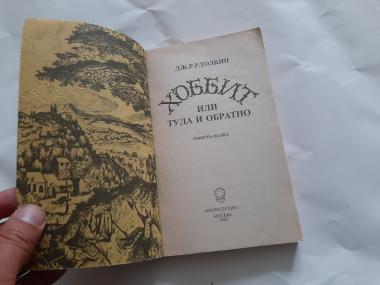 ДЖ.Р.Р.ТОЛКИН
ХОББИТ
ИЛИ
ТУДА И ОБРАТНО
ПОВЕСТЬ-СКАЗКА
МОСКВА